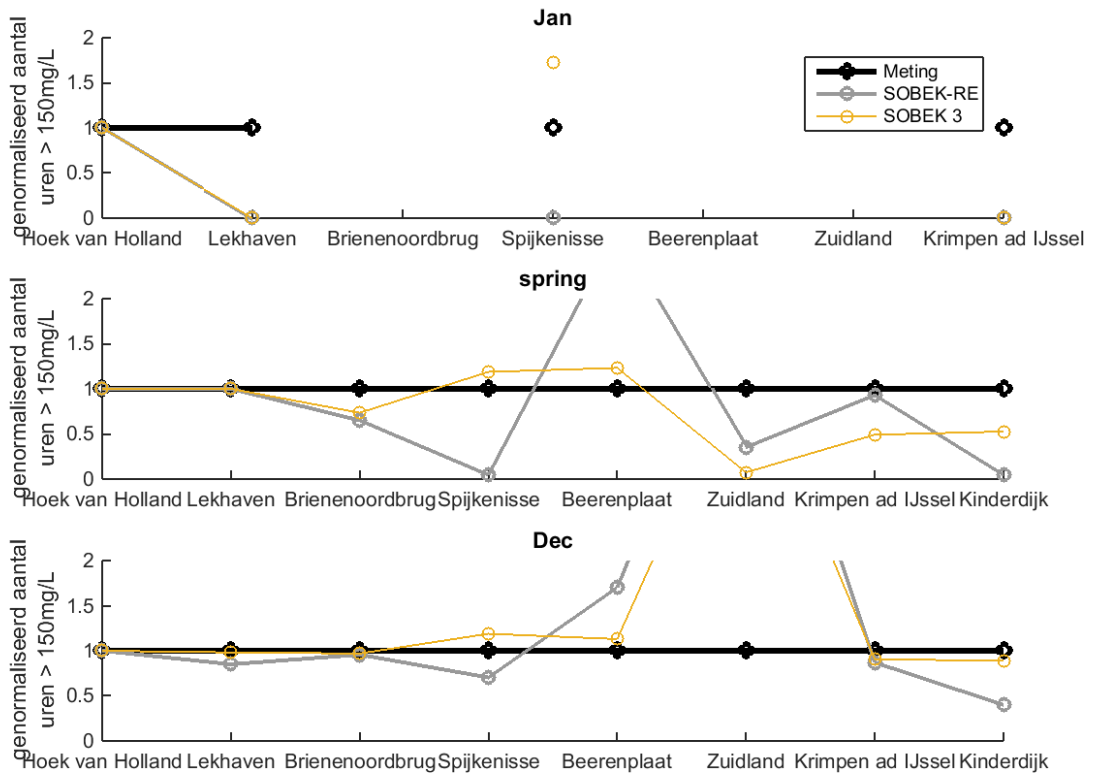 Jan
genormaliseerd aantal
uren > 150mg/L
2
1.5
1
0.5
0
Meting
SOBEK-RE
SOBEK 3
Hoek van Holland Lekhaven Brienenoordbrug Spijkenisse Beerenplaat Zuidland Krimpen ad IJssel
spring
genormaliseerd aantal
uren > 150mg/L
2
1.5
1
0.5
0
Hoek van Holland Lekhaven Brienenoordbrug Spijkenisse Beerenplaat Zuidland Krimpen ad IJssel Kinderdijk
Dec
genormaliseerd aantal
uren > 150mg/L
2
1.5
1
0.5
0
Hoek van Holland Lekhaven Brienenoordbrug Spijkenisse Beerenplaat Zuidland Krimpen ad IJssel Kinderdijk